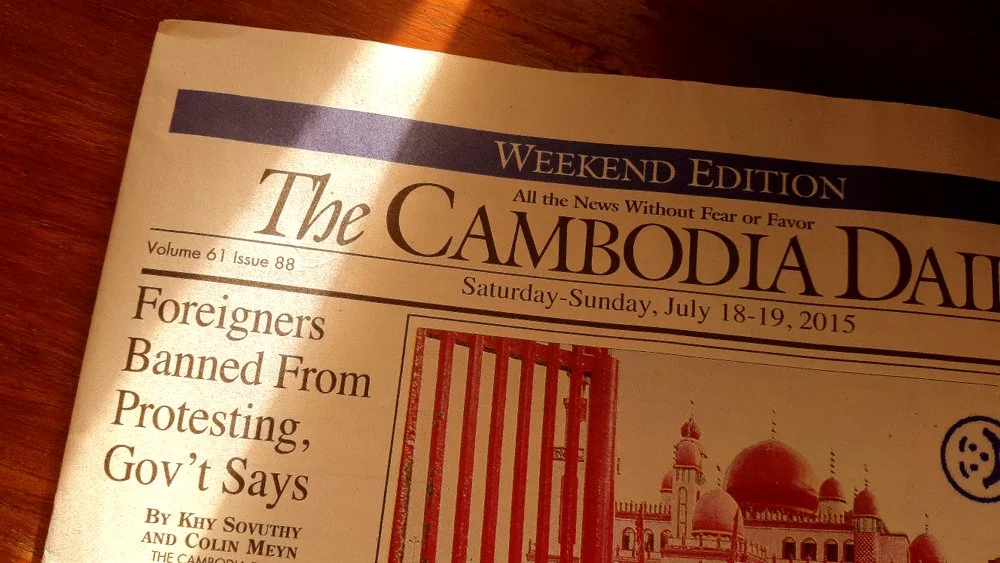 WEEKEND EDITION
All the News Without Fear or Favor
The CAMBODIA
Volume 61 Issue 88
Saturday-Sunday, July 18-19, 2015
Foreigners
Banned From
Protesting,
Gov't Says
BY KHY SOVUTHY
AND COLIN MEYN
THE